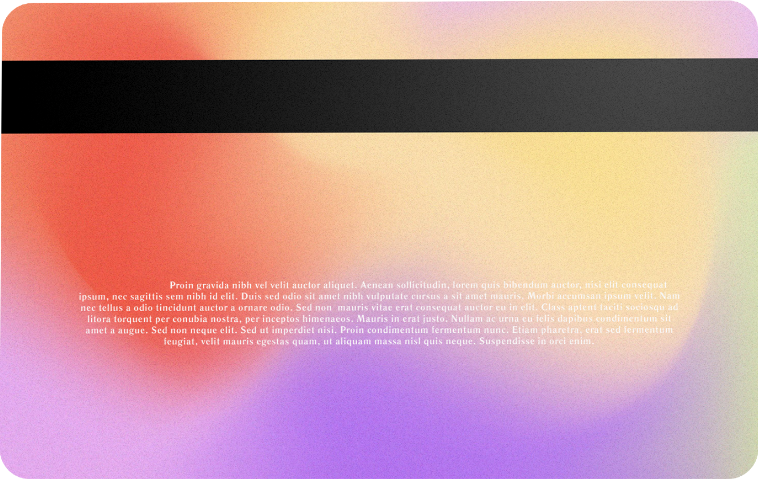 Proin gravida nibh vel velit auctor aliquet. Aenean sollicitudin, lorem quis bibendum auctor, nisi elit consequat
ipsum, nec sagittis sem nibh id elit. Duis sed odio sit amet nibh vulputate cursus a sit amet mauris. Morbi accumsan ipsum velit. Nam
nec tellus a odio tincidunt auctor a ornare odio. Sed non  mauris vitae erat consequat auctor eu in elit. Class aptent taciti sociosqu ad
litora torquent per conubia nostra, per inceptos himenaeos. Mauris in erat justo. Nullam ac urna eu felis dapibus condimentum sit
amet a augue. Sed non neque elit. Sed ut imperdiet nisi. Proin condimentum fermentum nunc. Etiam pharetra, erat sed fermentum
feugiat, velit mauris egestas quam, ut aliquam massa nisl quis neque. Suspendisse in orci enim.